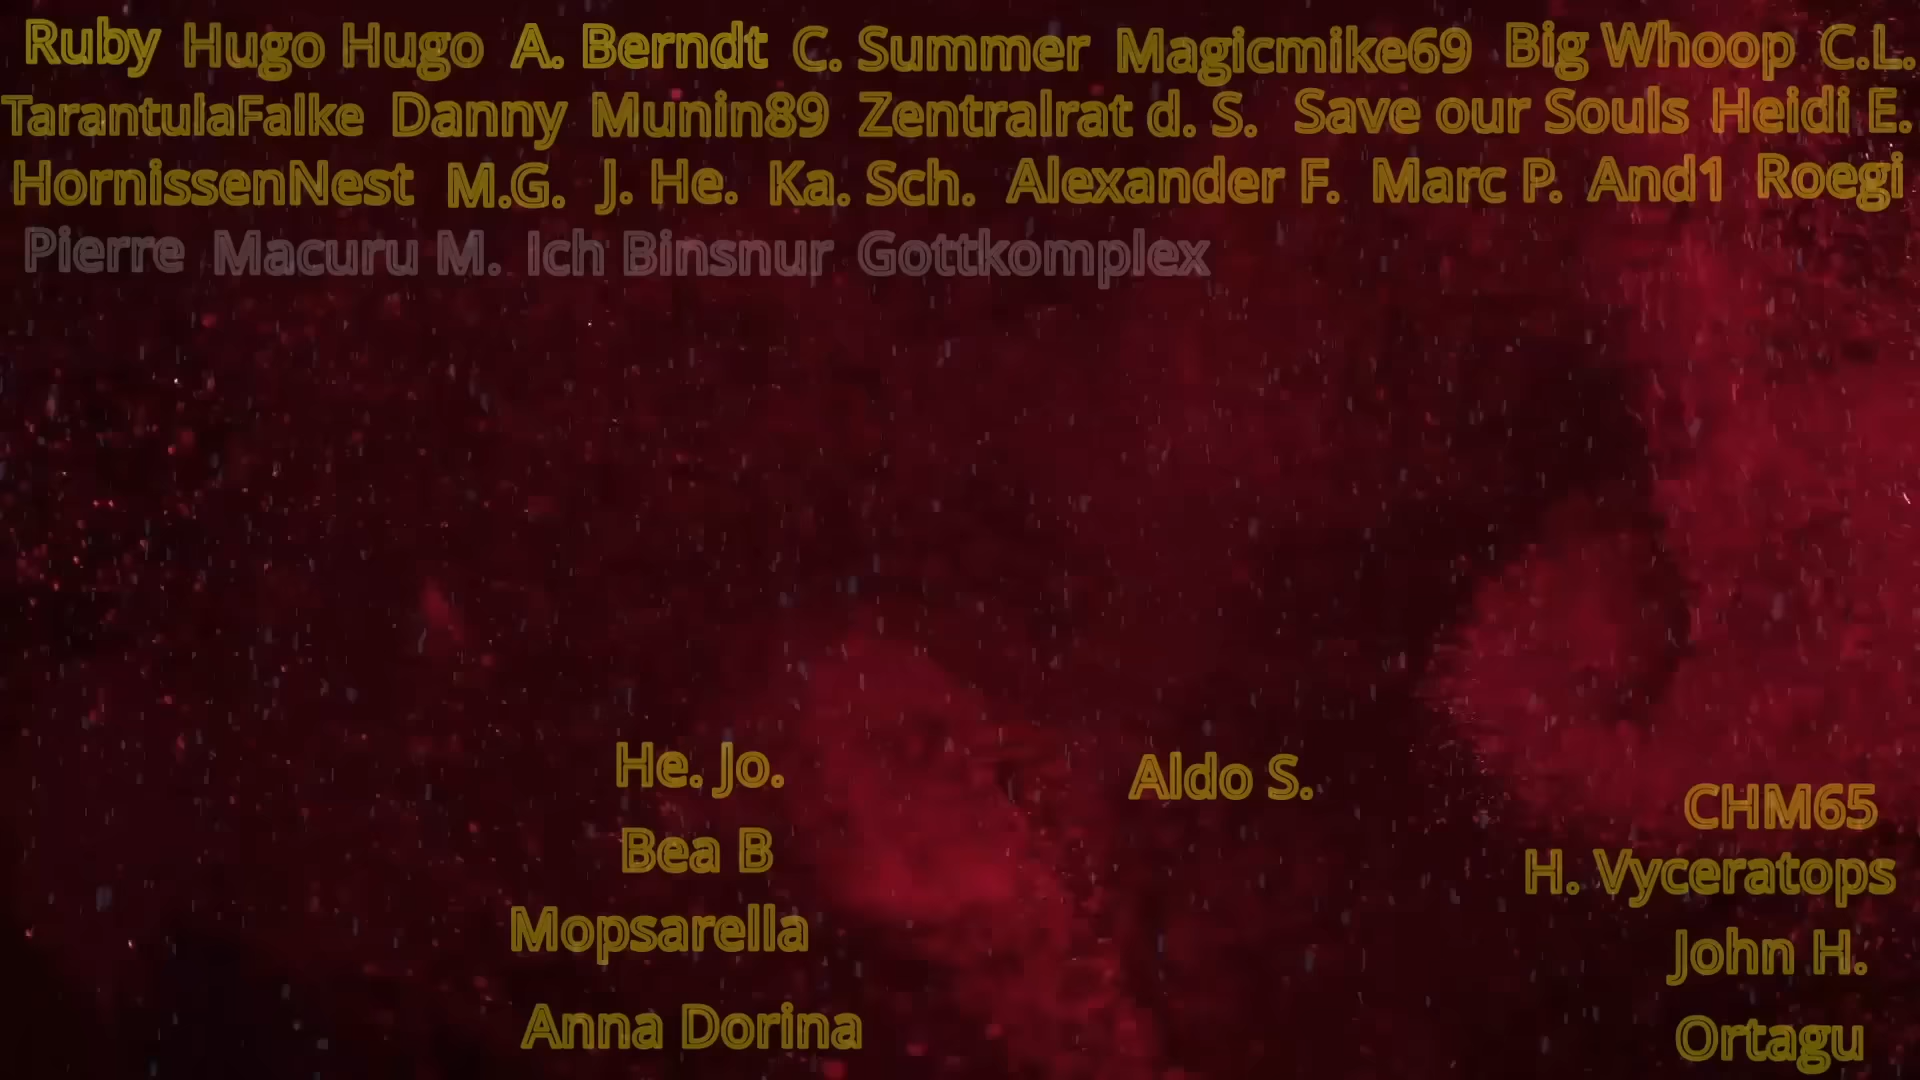 Ruby Hugo Hugo A. Berndt C. Summer Magicmike69 Big Whoop C.L.
TarantulaFalke Danny Munin89 Zentralrat d. S. Save our Souls Heidi E.
HornissenNest M.G. J. He. Ka. Sch. Alexander F. Marc P. And1 Roegi
Pierre Macuru M. Ich Binsnur Gottkomplex
He. Jo. Aldo S.
CHM65
Bea B H. Vyceratops
Mopsarella John H.
Anna Dorina Ortagu